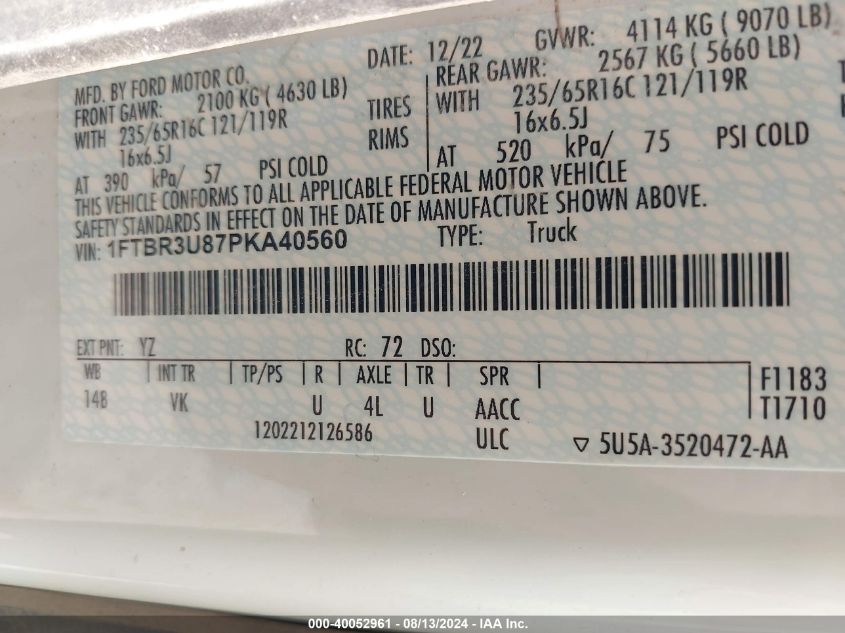 MFD. BY FORD MOTOR CO. DATE: 12/22 GVWR: 4114 KG ( 9070 LB)
FRONT GAWR: 2100 KG ( 4630 LB) REAR GAWR: 2567 KG ( 5660 LB)
WITH 235/65R16C 121/119R TIRES WITH 235/65R16C 121/119R
16x6.5J RIMS 16x6.5J
AT 390 kPa/ 57 PSI COLD AT 520 kPa/ 75 PSI COLD
THIS VEHICLE CONFORMS TO ALL APPLICABLE FEDERAL MOTOR VEHICLE
SAFETY STANDARDS IN EFFECT ON THE DATE OF MANUFACTURE SHOWN ABOVE.
VIN: 1FTBR3U87PKA40560 TYPE: Truck
EXT PNT: YZ RC: 72 DSO:
WB INT TR TP/PS R AXLE TR SPR F1183
148 VK U 4L U AACC T1710
1202212126586 ULC ▽ 5U5A-3520472-AA
000-40052961 - 08/13/2024 - IAA Inc.